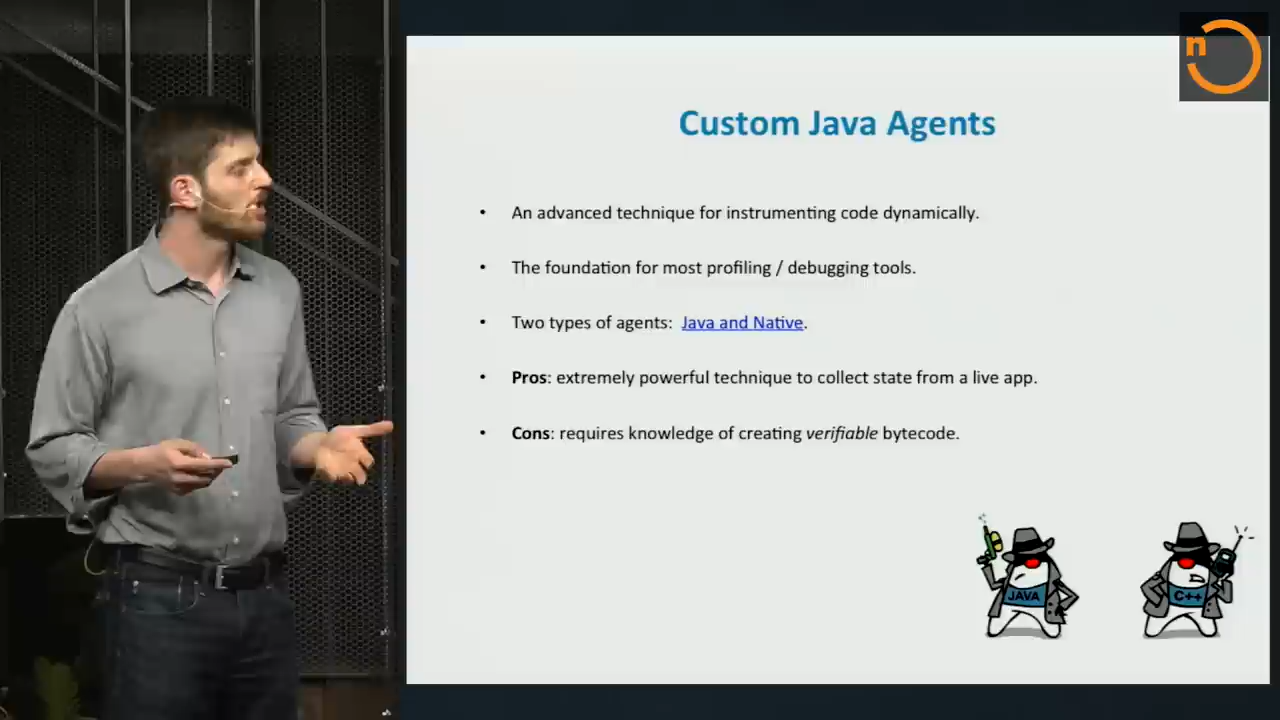 n
Custom Java Agents
• An advanced technique for instrumenting code dynamically.
• The foundation for most profiling / debugging tools.
• Two types of agents: Java and Native.
• Pros: extremely powerful technique to collect state from a live app.
• Cons: requires knowledge of creating verifiable bytecode.
JAVA
C++